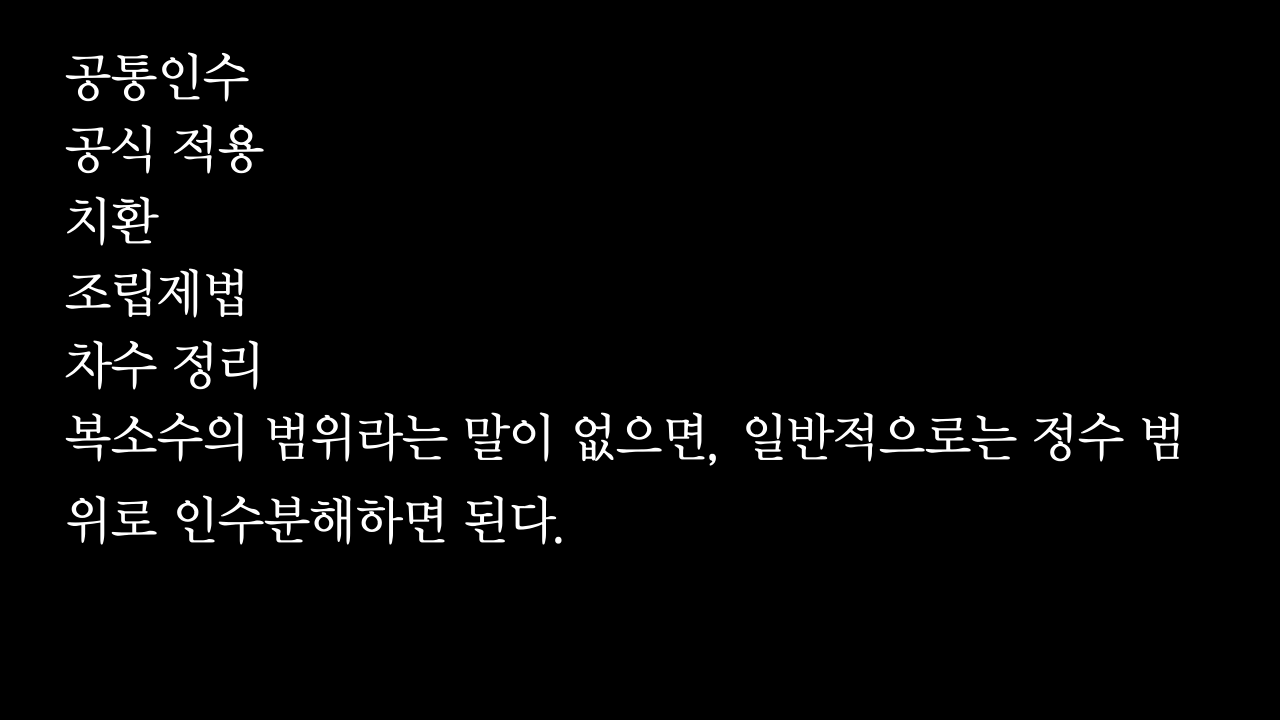 공통인수
공식 적용
치환
조립제법
차수 정리
복소수의 범위라는 말이 없으면, 일반적으로는 정수 범
위로 인수분해하면 된다.